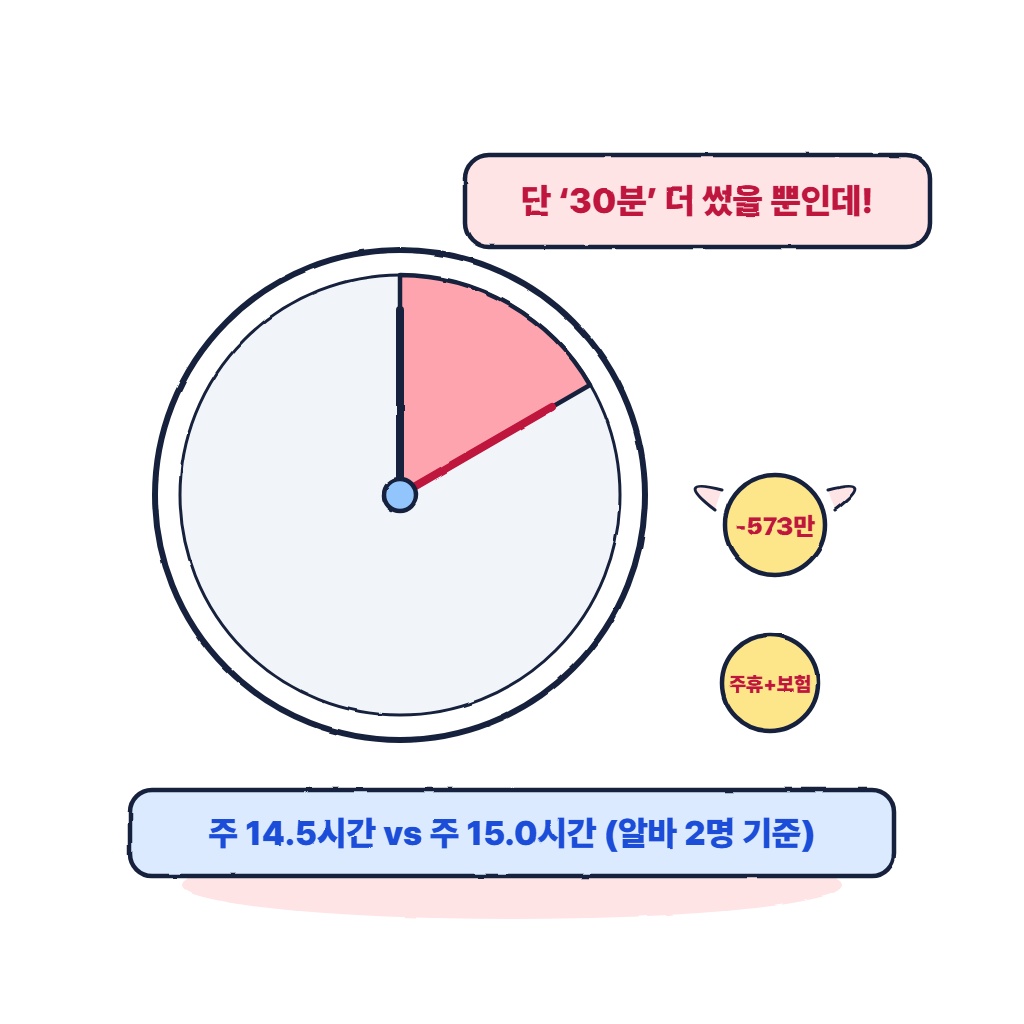 단 ‘30분’ 더 썼을 뿐인데!
-573만
주휴+보험
주 14.5시간 vs 주 15.0시간 (알바 2명 기준)